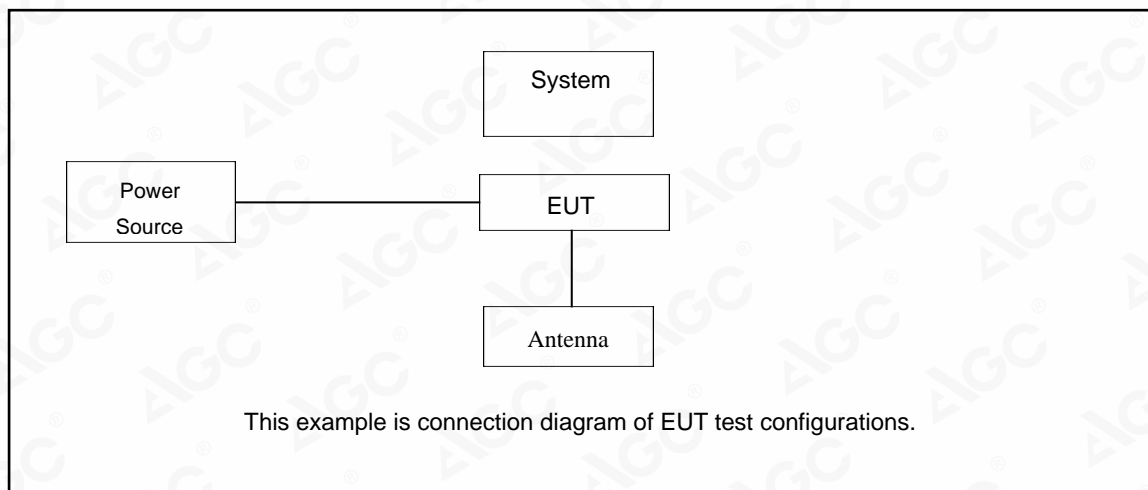 System
Power
Source
EUT
Antenna
This example is connection diagram of EUT test configurations.